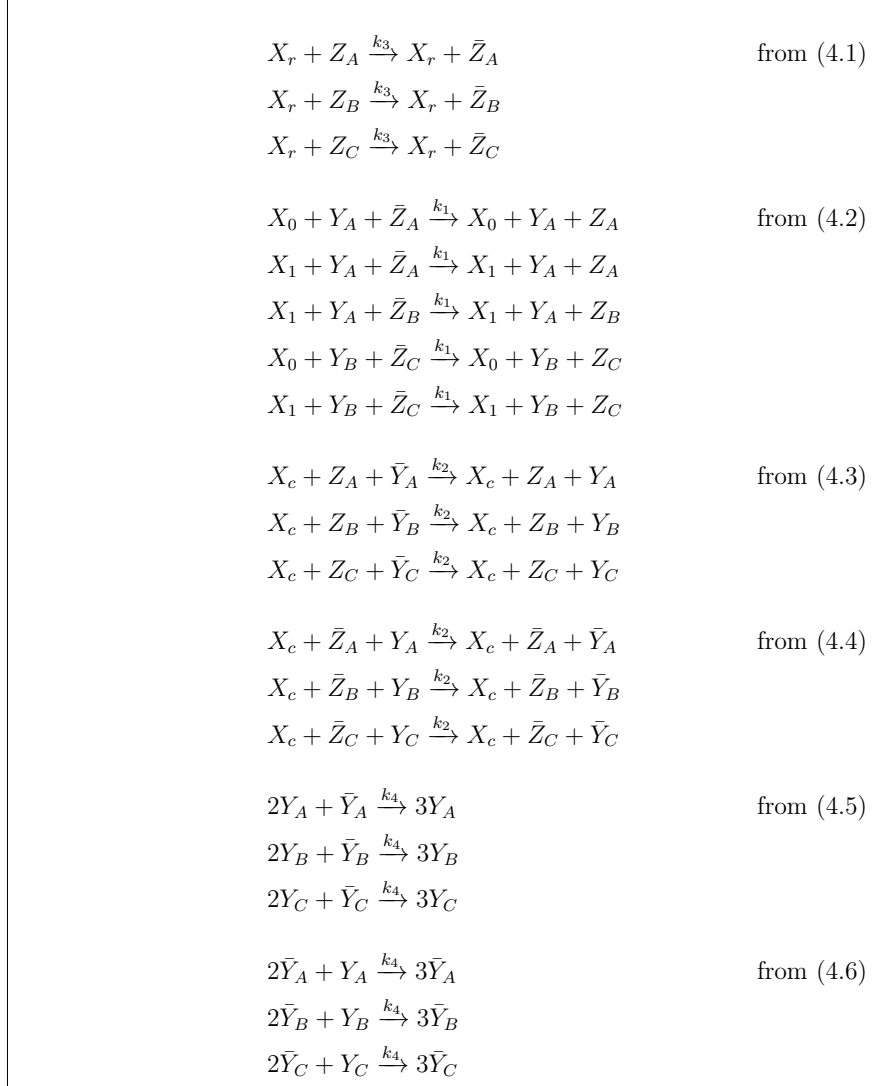 $X_r + Z_A \xrightarrow{k_3} X_r + \bar{Z}_A$ from (4.1)
$X_r + Z_B \xrightarrow{k_3} X_r + \bar{Z}_B$
$X_r + Z_C \xrightarrow{k_3} X_r + \bar{Z}_C$
$X_0 + Y_A + \bar{Z}_A \xrightarrow{k_1} X_0 + Y_A + Z_A$ from (4.2)
$X_1 + Y_A + \bar{Z}_A \xrightarrow{k_1} X_1 + Y_A + Z_A$
$X_1 + Y_A + \bar{Z}_B \xrightarrow{k_1} X_1 + Y_A + Z_B$
$X_0 + Y_B + \bar{Z}_C \xrightarrow{k_1} X_0 + Y_B + Z_C$
$X_1 + Y_B + \bar{Z}_C \xrightarrow{k_1} X_1 + Y_B + Z_C$
$X_c + Z_A + \bar{Y}_A \xrightarrow{k_2} X_c + Z_A + Y_A$ from (4.3)
$X_c + Z_B + \bar{Y}_B \xrightarrow{k_2} X_c + Z_B + Y_B$
$X_c + Z_C + \bar{Y}_C \xrightarrow{k_2} X_c + Z_C + Y_C$
$X_c + \bar{Z}_A + Y_A \xrightarrow{k_2} X_c + \bar{Z}_A + \bar{Y}_A$ from (4.4)
$X_c + \bar{Z}_B + Y_B \xrightarrow{k_2} X_c + \bar{Z}_B + \bar{Y}_B$
$X_c + \bar{Z}_C + Y_C \xrightarrow{k_2} X_c + \bar{Z}_C + \bar{Y}_C$
$2Y_A + \bar{Y}_A \xrightarrow{k_4} 3Y_A$ from (4.5)
$2Y_B + \bar{Y}_B \xrightarrow{k_4} 3Y_B$
$2Y_C + \bar{Y}_C \xrightarrow{k_4} 3Y_C$
$2\bar{Y}_A + Y_A \xrightarrow{k_4} 3\bar{Y}_A$ from (4.6)
$2\bar{Y}_B + Y_B \xrightarrow{k_4} 3\bar{Y}_B$
$2\bar{Y}_C + Y_C \xrightarrow{k_4} 3\bar{Y}_C$